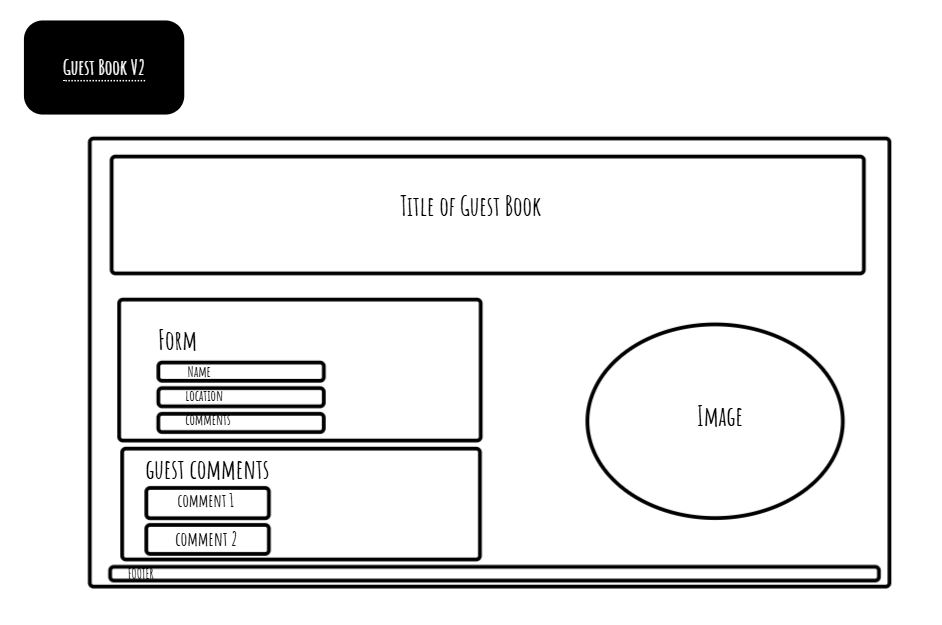 Guest Book V2
Title of Guest Book
Form
Name
Location
comments
Image
guest comments
comment 1
comment 2
Footer